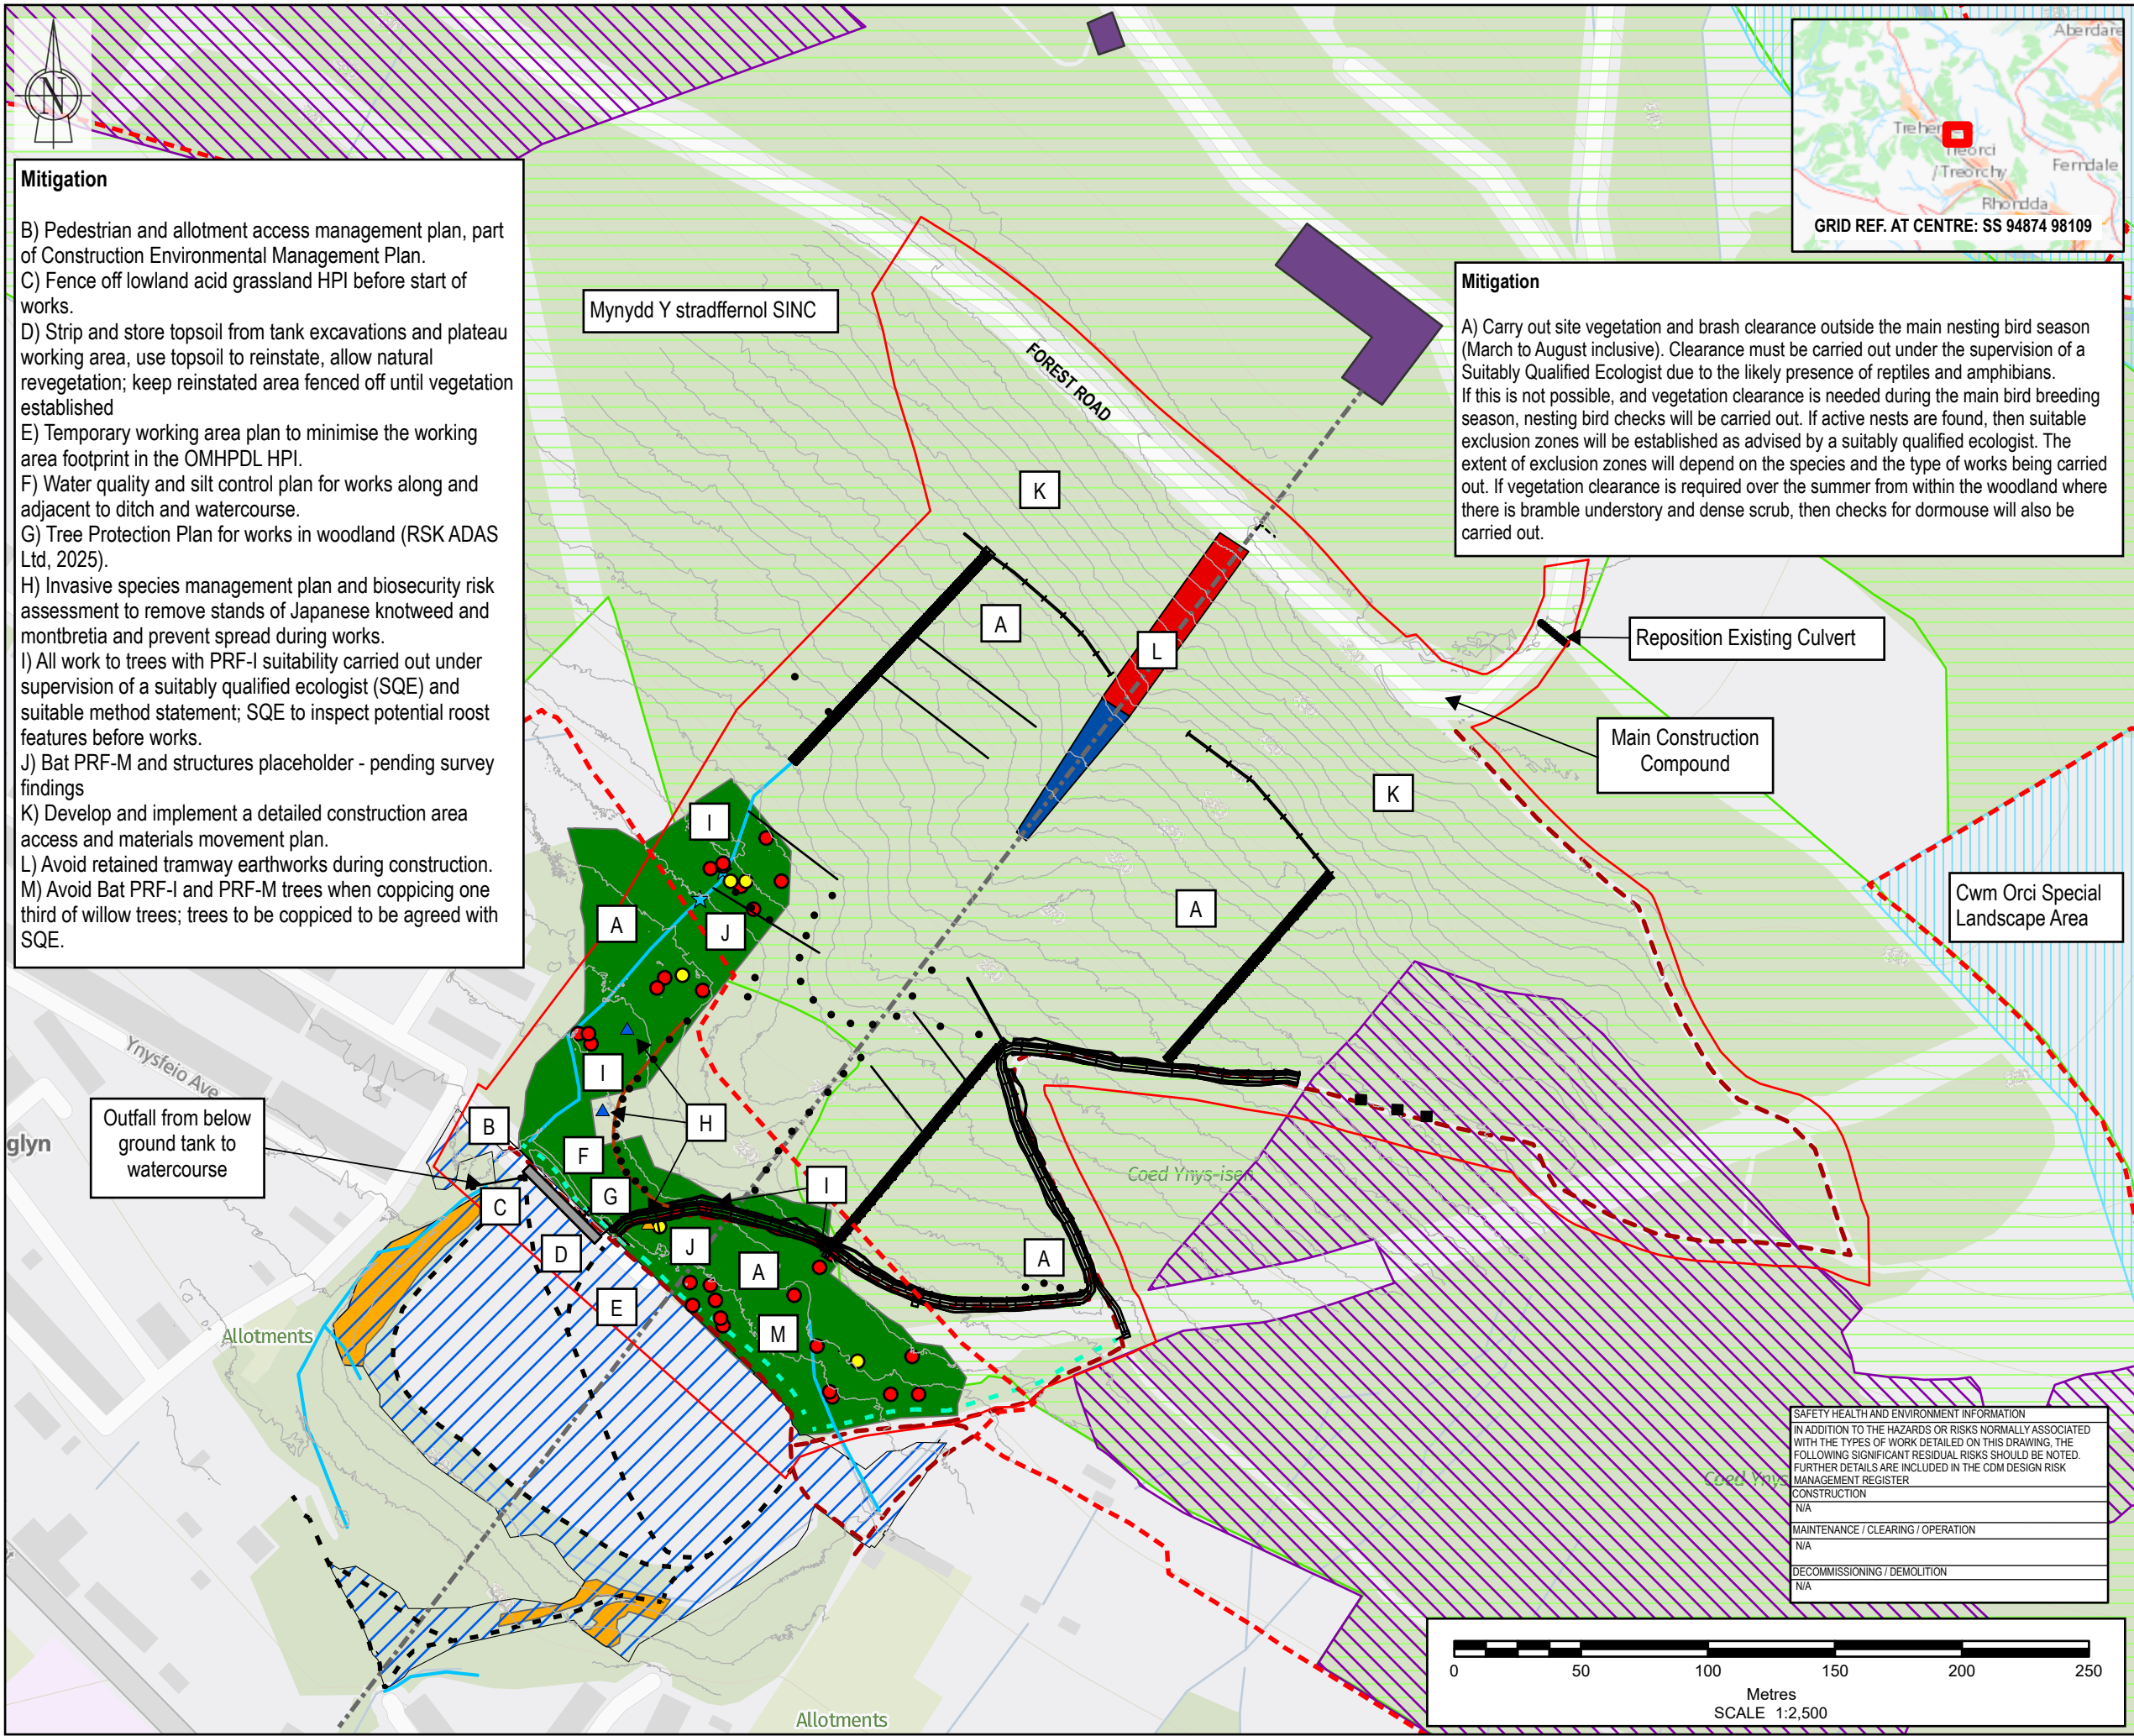 N
Mitigation
B) Pedestrian and allotment access management plan, part
of Construction Environmental Management Plan.
C) Fence off lowland acid grassland HPI before start of
works.
D) Strip and store topsoil from tank excavations and plateau
working area, use topsoil to reinstate, allow natural
revegetation; keep reinstated area fenced off until vegetation
established
E) Temporary working area plan to minimise the working
area footprint in the OMHPDL HPI.
F) Water quality and silt control plan for works along and
adjacent to ditch and watercourse.
G) Tree Protection Plan for works in woodland (RSK ADAS
Ltd, 2025).
H) Invasive species management plan and biosecurity risk
assessment to remove stands of Japanese knotweed and
montbretia and prevent spread during works.
I) All work to trees with PRF-I suitability carried out under
supervision of a suitably qualified ecologist (SQE) and
suitable method statement; SQE to inspect potential roost
features before works.
J) Bat PRF-M and structures placeholder - pending survey
findings
K) Develop and implement a detailed construction area
access and materials movement plan.
L) Avoid retained tramway earthworks during construction.
M) Avoid Bat PRF-I and PRF-M trees when coppicing one
third of willow trees; trees to be coppiced to be agreed with
SQE.
Mynydd Y stradffernol SINC
Aberdare
Treorci
/Treorchy
Ferndale
Rhondda
GRID REF. AT CENTRE: SS 94874 98109
Mitigation
A) Carry out site vegetation and brash clearance outside the main nesting bird season
(March to August inclusive). Clearance must be carried out under the supervision of a
Suitably Qualified Ecologist due to the likely presence of reptiles and amphibians.
If this is not possible, and vegetation clearance is needed during the main bird breeding
season, nesting bird checks will be carried out. If active nests are found, then suitable
exclusion zones will be established as advised by a suitably qualified ecologist. The
extent of exclusion zones will depend on the species and the type of works being carried
out. If vegetation clearance is required over the summer from within the woodland where
there is bramble understory and dense scrub, then checks for dormouse will also be
carried out.
FOREST ROAD
K
A
L
Reposition Existing Culvert
Main Construction
Compound
K
I
A
J
A
Cwm Orci Special
Landscape Area
Ynysfeio Ave
I
Outfall from below
ground tank to
watercourse
glyn
B
H
F
Coed Ynys-isen
I
G
C
D
J
A
A
E
M
Allotments
Coed Ynys
Allotments
SAFETY HEALTH AND ENVIRONMENT INFORMATION
IN ADDITION TO THE HAZARDS OR RISKS NORMALLY ASSOCIATED
WITH THE TYPES OF WORK DETAILED ON THIS DRAWING, THE
FOLLOWING SIGNIFICANT RESIDUAL RISKS SHOULD BE NOTED.
FURTHER DETAILS ARE INCLUDED IN THE CDM DESIGN RISK
MANAGEMENT REGISTER
CONSTRUCTION
N/A
MAINTENANCE / CLEARING / OPERATION
N/A
DECOMMISSIONING / DEMOLITION
N/A
0 50 100 150 200 250
Metres
SCALE 1:2,500